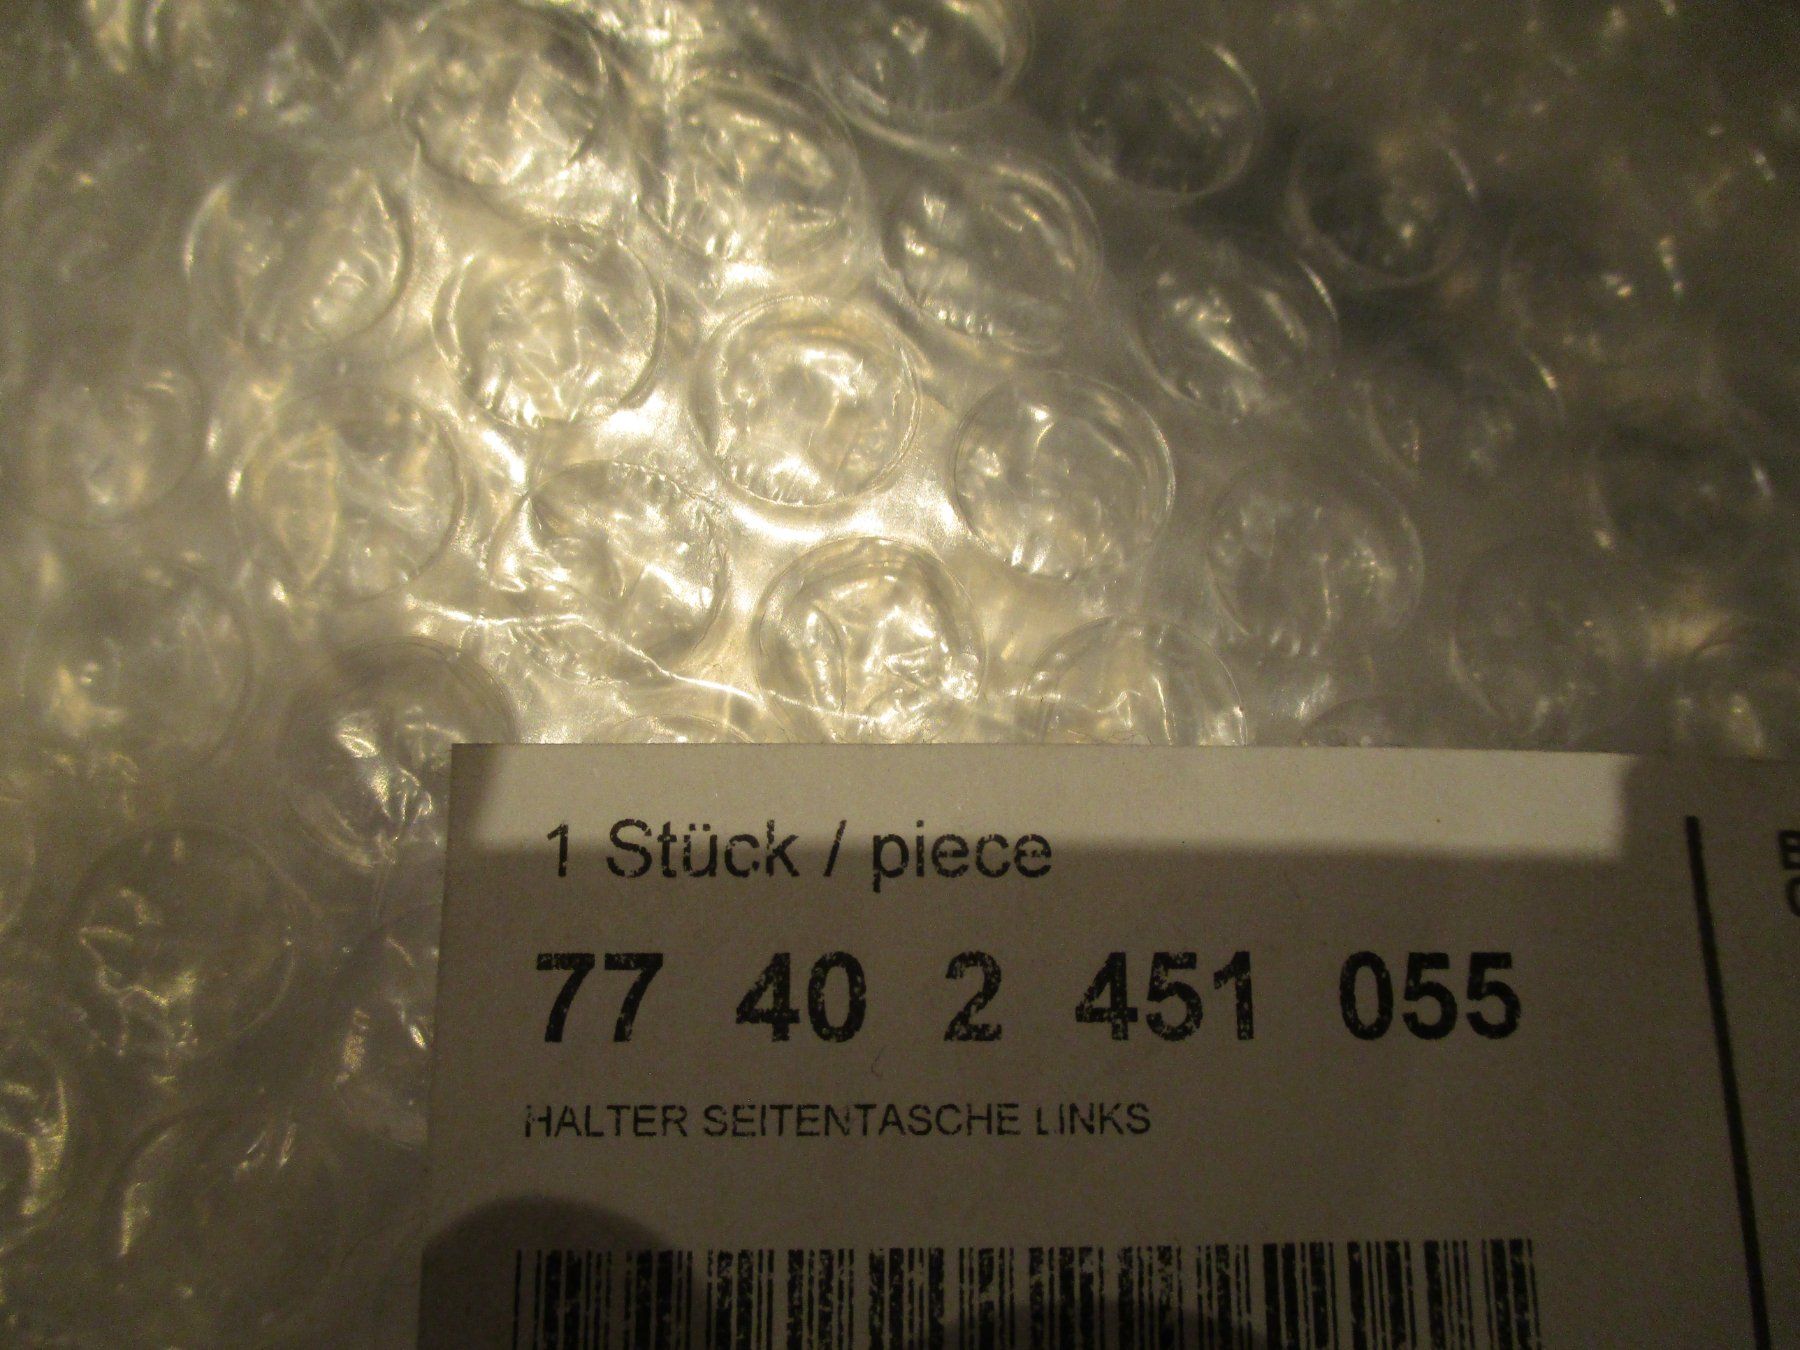 1 Stück / piece
77 40 2 451 055
HALTER SEITENTASCHE LINKS